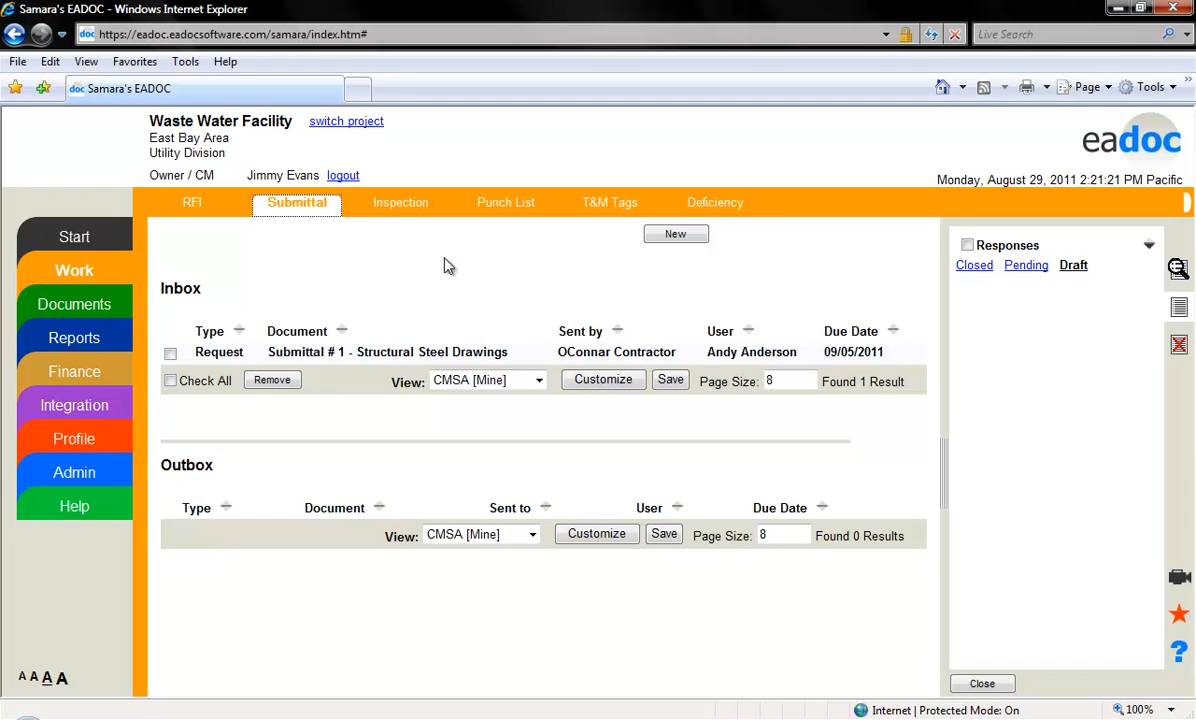 Samara's EADOC - Windows Internet Explorer
doc https://eadoc.eadocsoftware.com/samara/index.htm# Live Search
File Edit View Favorites Tools Help
doc Samara's EADOC Page Tools
Waste Water Facility switch project
East Bay Area
Utility Division
Owner / CM Jimmy Evans logout
eadoc
Monday, August 29, 2011 2:21:21 PM Pacific
RFI Submittal Inspection Punch List T&M Tags Deficiency
Start
Work
Documents
Reports
Finance
Integration
Profile
Admin
Help
A A A A
New
Inbox
Type Document Sent by User Due Date
Request Submittal # 1 - Structural Steel Drawings OConnar Contractor Andy Anderson 09/05/2011
Check All Remove View: CMSA [Mine] Customize Save Page Size: 8 Found 1 Result
Outbox
Type Document Sent to User Due Date
View: CMSA [Mine] Customize Save Page Size: 8 Found 0 Results
Responses
Closed Pending Draft
Close
?
Internet | Protected Mode: On 100%